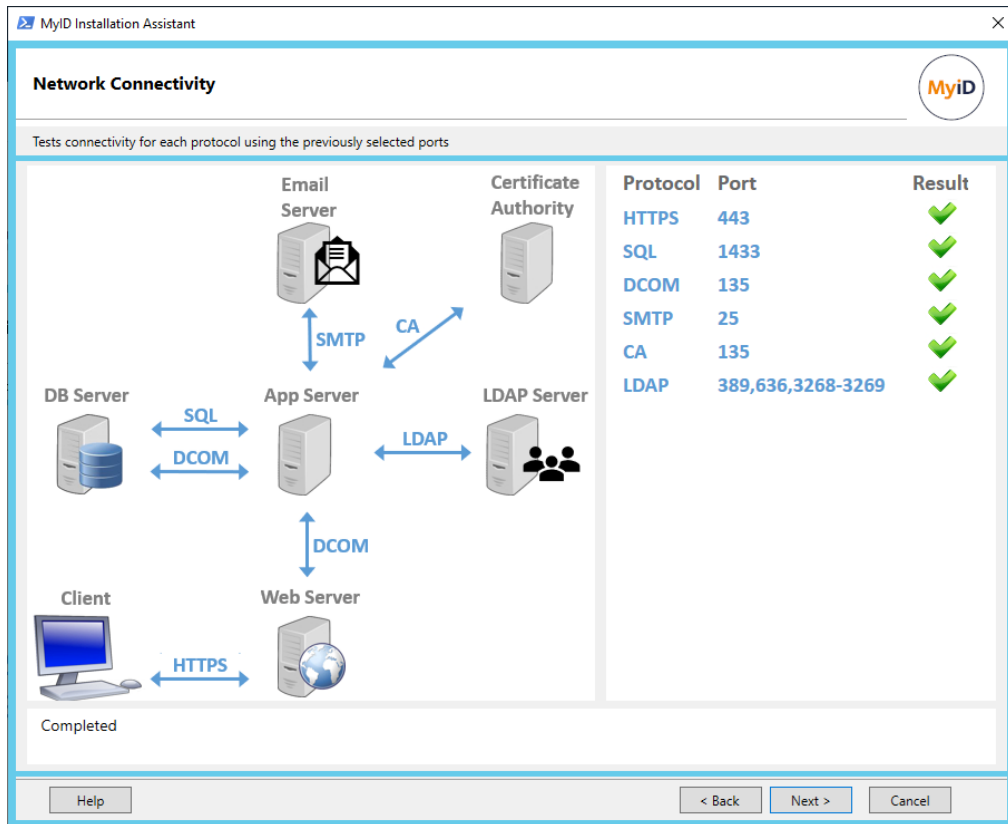 MyID Installation Assistant
Network Connectivity
MyiD
Tests connectivity for each protocol using the previously selected ports
Email
Server
Certificate
Authority
SMTP
CA
DB Server
App Server
LDAP Server
SQL
DCOM
LDAP
DCOM
Client
Web Server
HTTPS
Protocol Port Result
HTTPS 443
SQL 1433
DCOM 135
SMTP 25
CA 135
LDAP 389,636,3268-3269
Completed
Help
< Back
Next >
Cancel